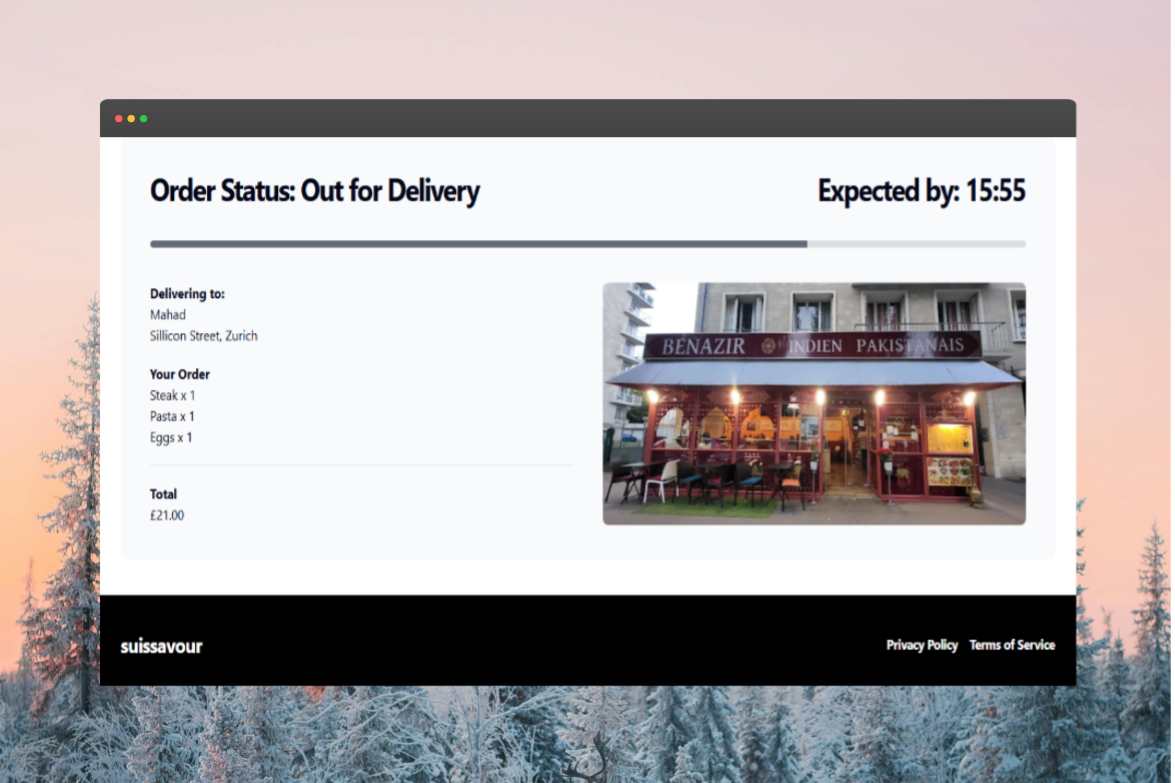 Order Status: Out for Delivery
Expected by: 15:55
Delivering to:
Mahad
Sillicon Street, Zurich
Your Order
Steak x 1
Pasta x 1
Eggs x 1
Total
£21.00
BENAZIR INDIEN PAKISTANAIS
suissavour
Privacy Policy Terms of Service